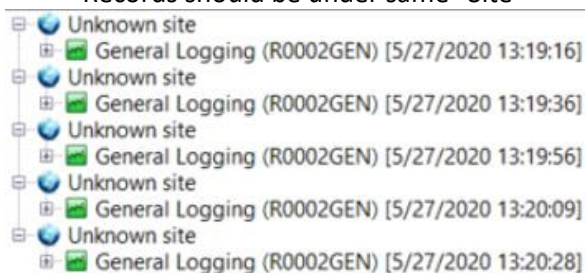 Records should be under same "Site"
Unknown site
General Logging (R0002GEN) [5/27/2020 13:19:16]
Unknown site
General Logging (R0002GEN) [5/27/2020 13:19:36]
Unknown site
General Logging (R0002GEN) [5/27/2020 13:19:56]
Unknown site
General Logging (R0002GEN) [5/27/2020 13:20:09]
Unknown site
General Logging (R0002GEN) [5/27/2020 13:20:28]